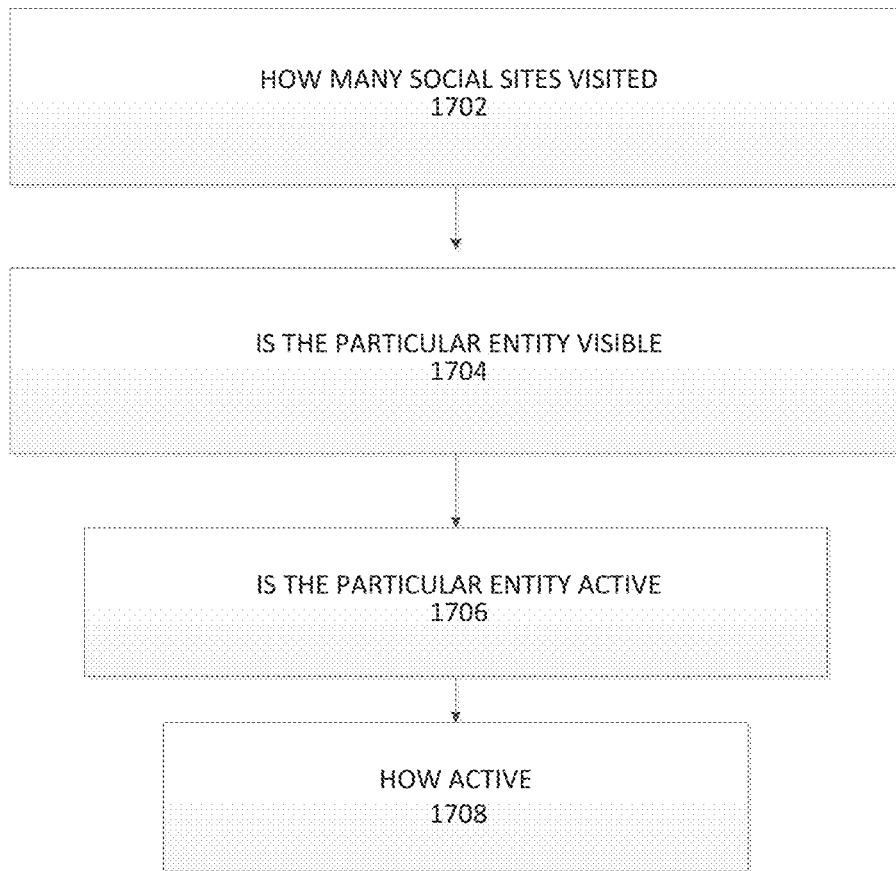 HOW MANY SOCIAL SITES VISITED
1702
IS THE PARTICULAR ENTITY VISIBLE
1704
IS THE PARTICULAR ENTITY ACTIVE
1706
HOW ACTIVE
1708